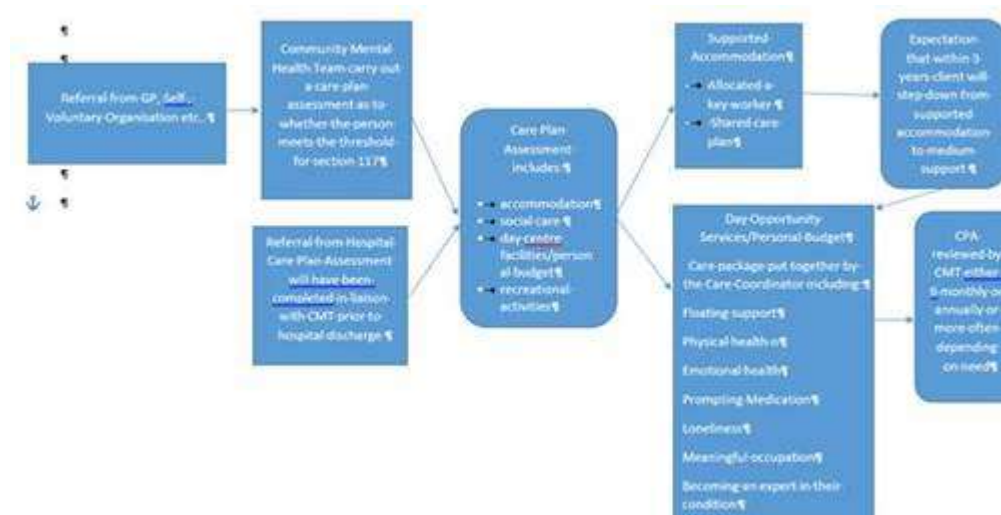 Referral from GP, Self,
Voluntary Organisation etc..¶
Community Mental
Health Team carry out
a care plan
assessment as to
whether the person
meets the threshold
for section 117¶
Referral from Hospital
Care Plan Assessment
will have been
completed in liaison
with CMT prior to
hospital discharge ¶
Care Plan
Assessment
includes ¶
accommodation¶
social care ¶
day centre
facilities/person
al budget¶
recreational
activities¶
Supported
Accommodation¶
Allocated a
key worker ¶
Shared care
plan¶
Expectation
that within 3
years client will
step down from
supported
accommodation
to medium
support ¶
Day Opportunity
Services/Personal Budget¶
Care package put together by
the Care Coordinator including ¶
Floating support¶
Physical health n¶
Emotional health¶
Prompting Medication¶
Loneliness¶
Meaningful occupation¶
Becoming an expert in their
condition¶
CPA
reviewed by
CMT either
6 monthly or
annually or
more often
depending
on need¶